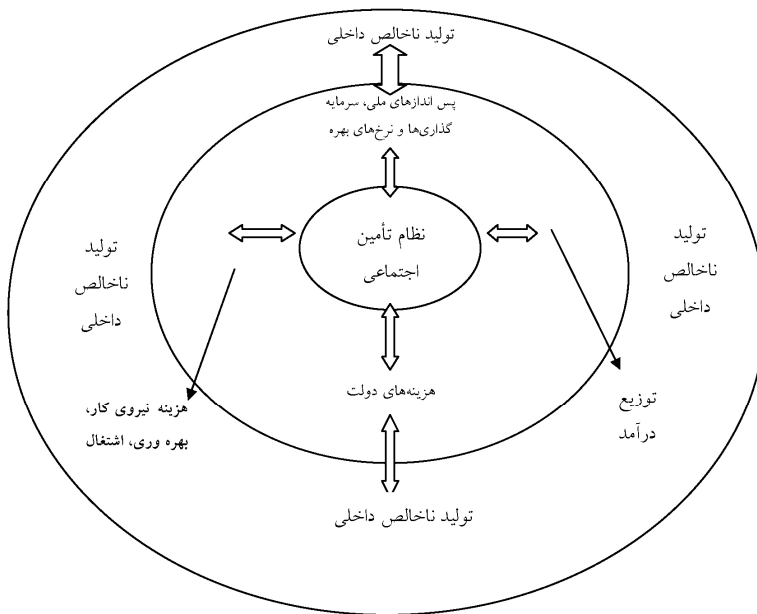 تولید ناخالص داخلی
پس اندازهای ملی، سرمایه
گذاری‌ها و نرخ‌های بهره
نظام تأمین
اجتماعی
تولید
ناخالص
داخلی
تولید
ناخالص
داخلی
هزینه‌های دولت
توزیع
درآمد
هزینه نیروی کار،
بهره وری، اشتغال
تولید ناخالص داخلی